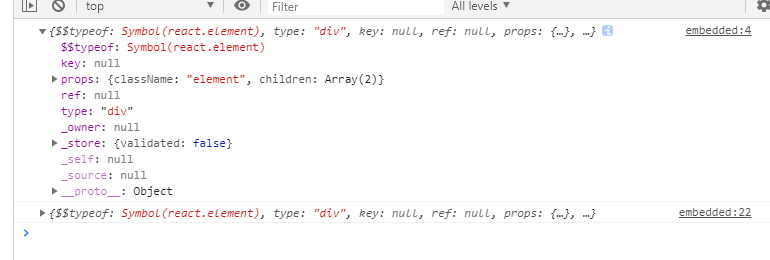 top ▼ Filter All levels ▼
▼{$$typeof: Symbol(react.element), type: "div", key: null, ref: null, props: {…}, …} i embedded:4
$$typeof: Symbol(react.element)
key: null
▶props: {className: "element", children: Array(2)}
ref: null
type: "div"
_owner: null
▶_store: {validated: false}
_self: null
_source: null
▶__proto__: Object
▶{$$typeof: Symbol(react.element), type: "div", key: null, ref: null, props: {…}, …} embedded:22
>